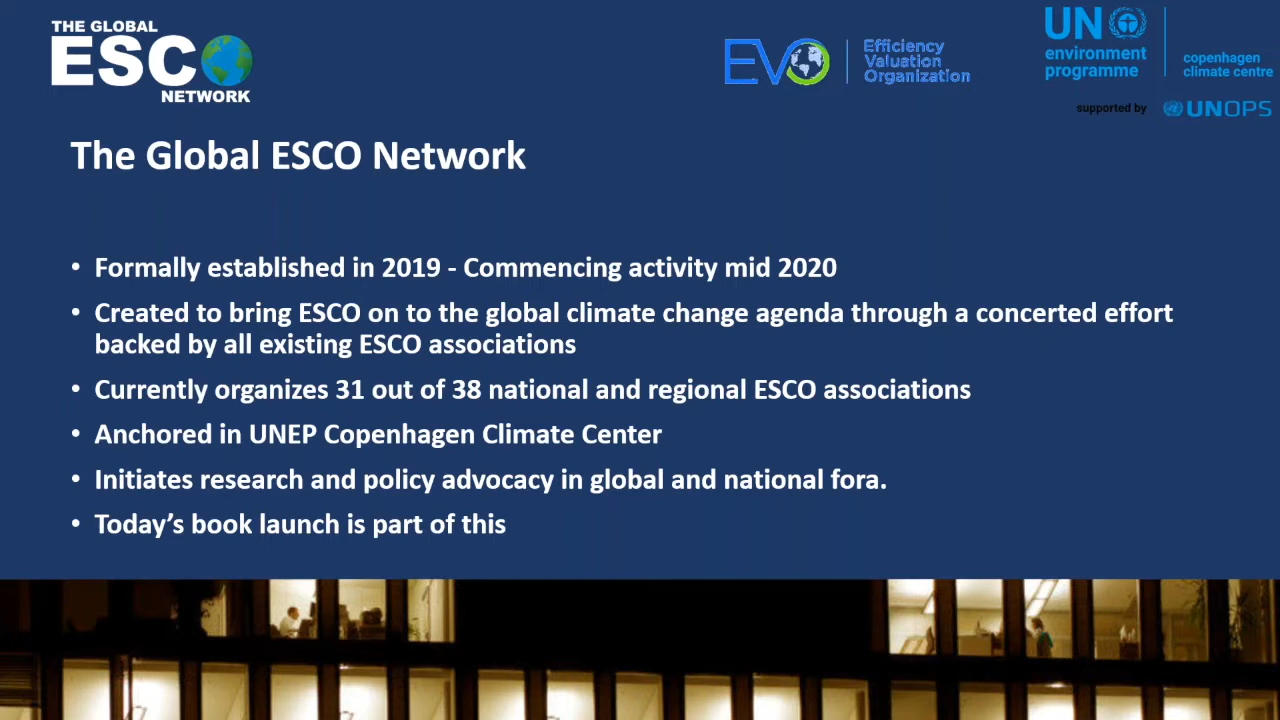 THE GLOBAL
ESCO
NETWORK
EVO
Efficiency
Valuation
Organization
UN
environment
programme
copenhagen
climate centre
supported by
UNOPS
The Global ESCO Network
• Formally established in 2019 - Commencing activity mid 2020
• Created to bring ESCO on to the global climate change agenda through a concerted effort
backed by all existing ESCO associations
• Currently organizes 31 out of 38 national and regional ESCO associations
• Anchored in UNEP Copenhagen Climate Center
• Initiates research and policy advocacy in global and national fora.
• Today’s book launch is part of this